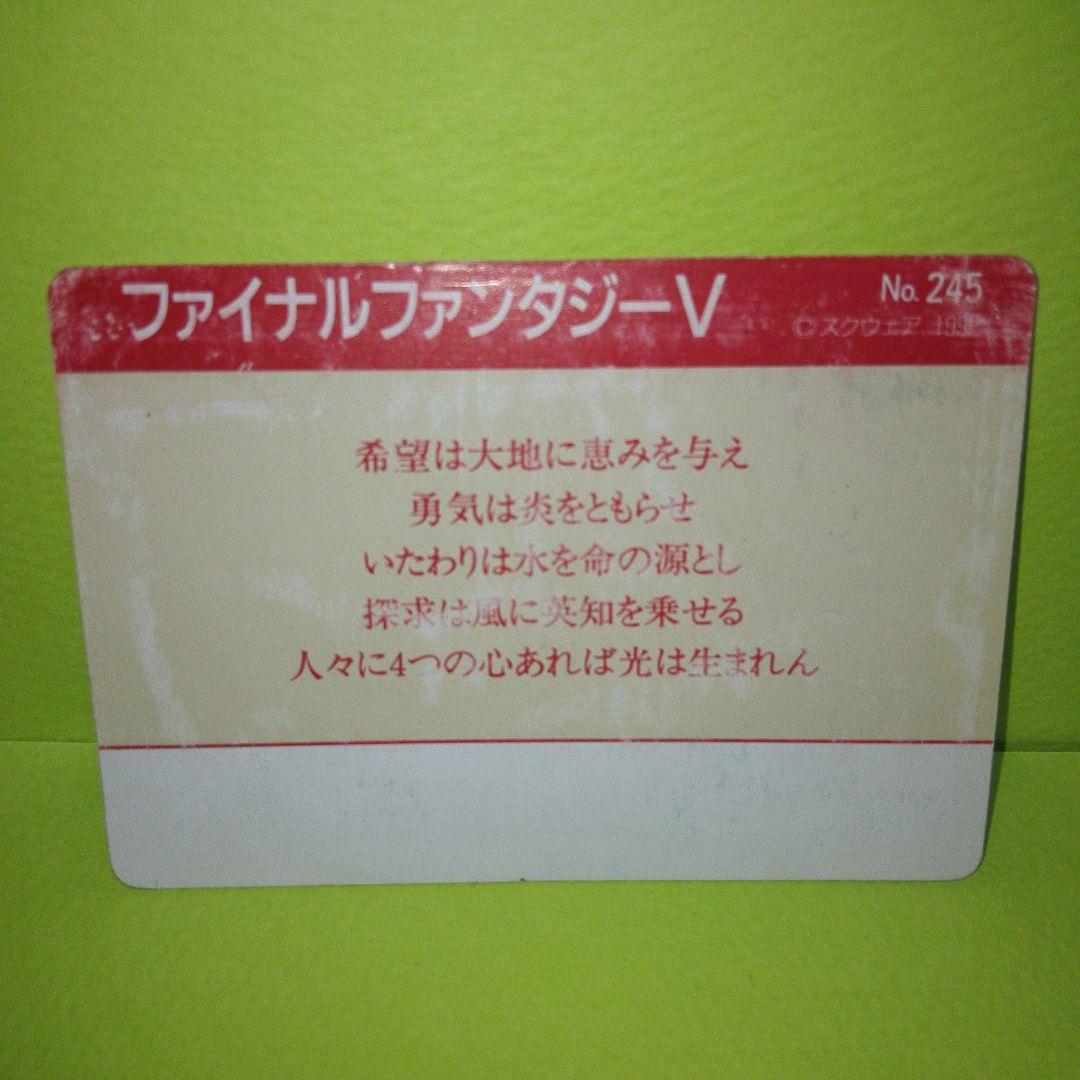 ファイナルファンタジーV
No. 245
©スクウェア
希望は大地に恵みを与え
勇気は炎をともらせ
いたわりは水を命の源とし
探求は風に英知を乗せる
人々に4つの心あれば光は生まれん